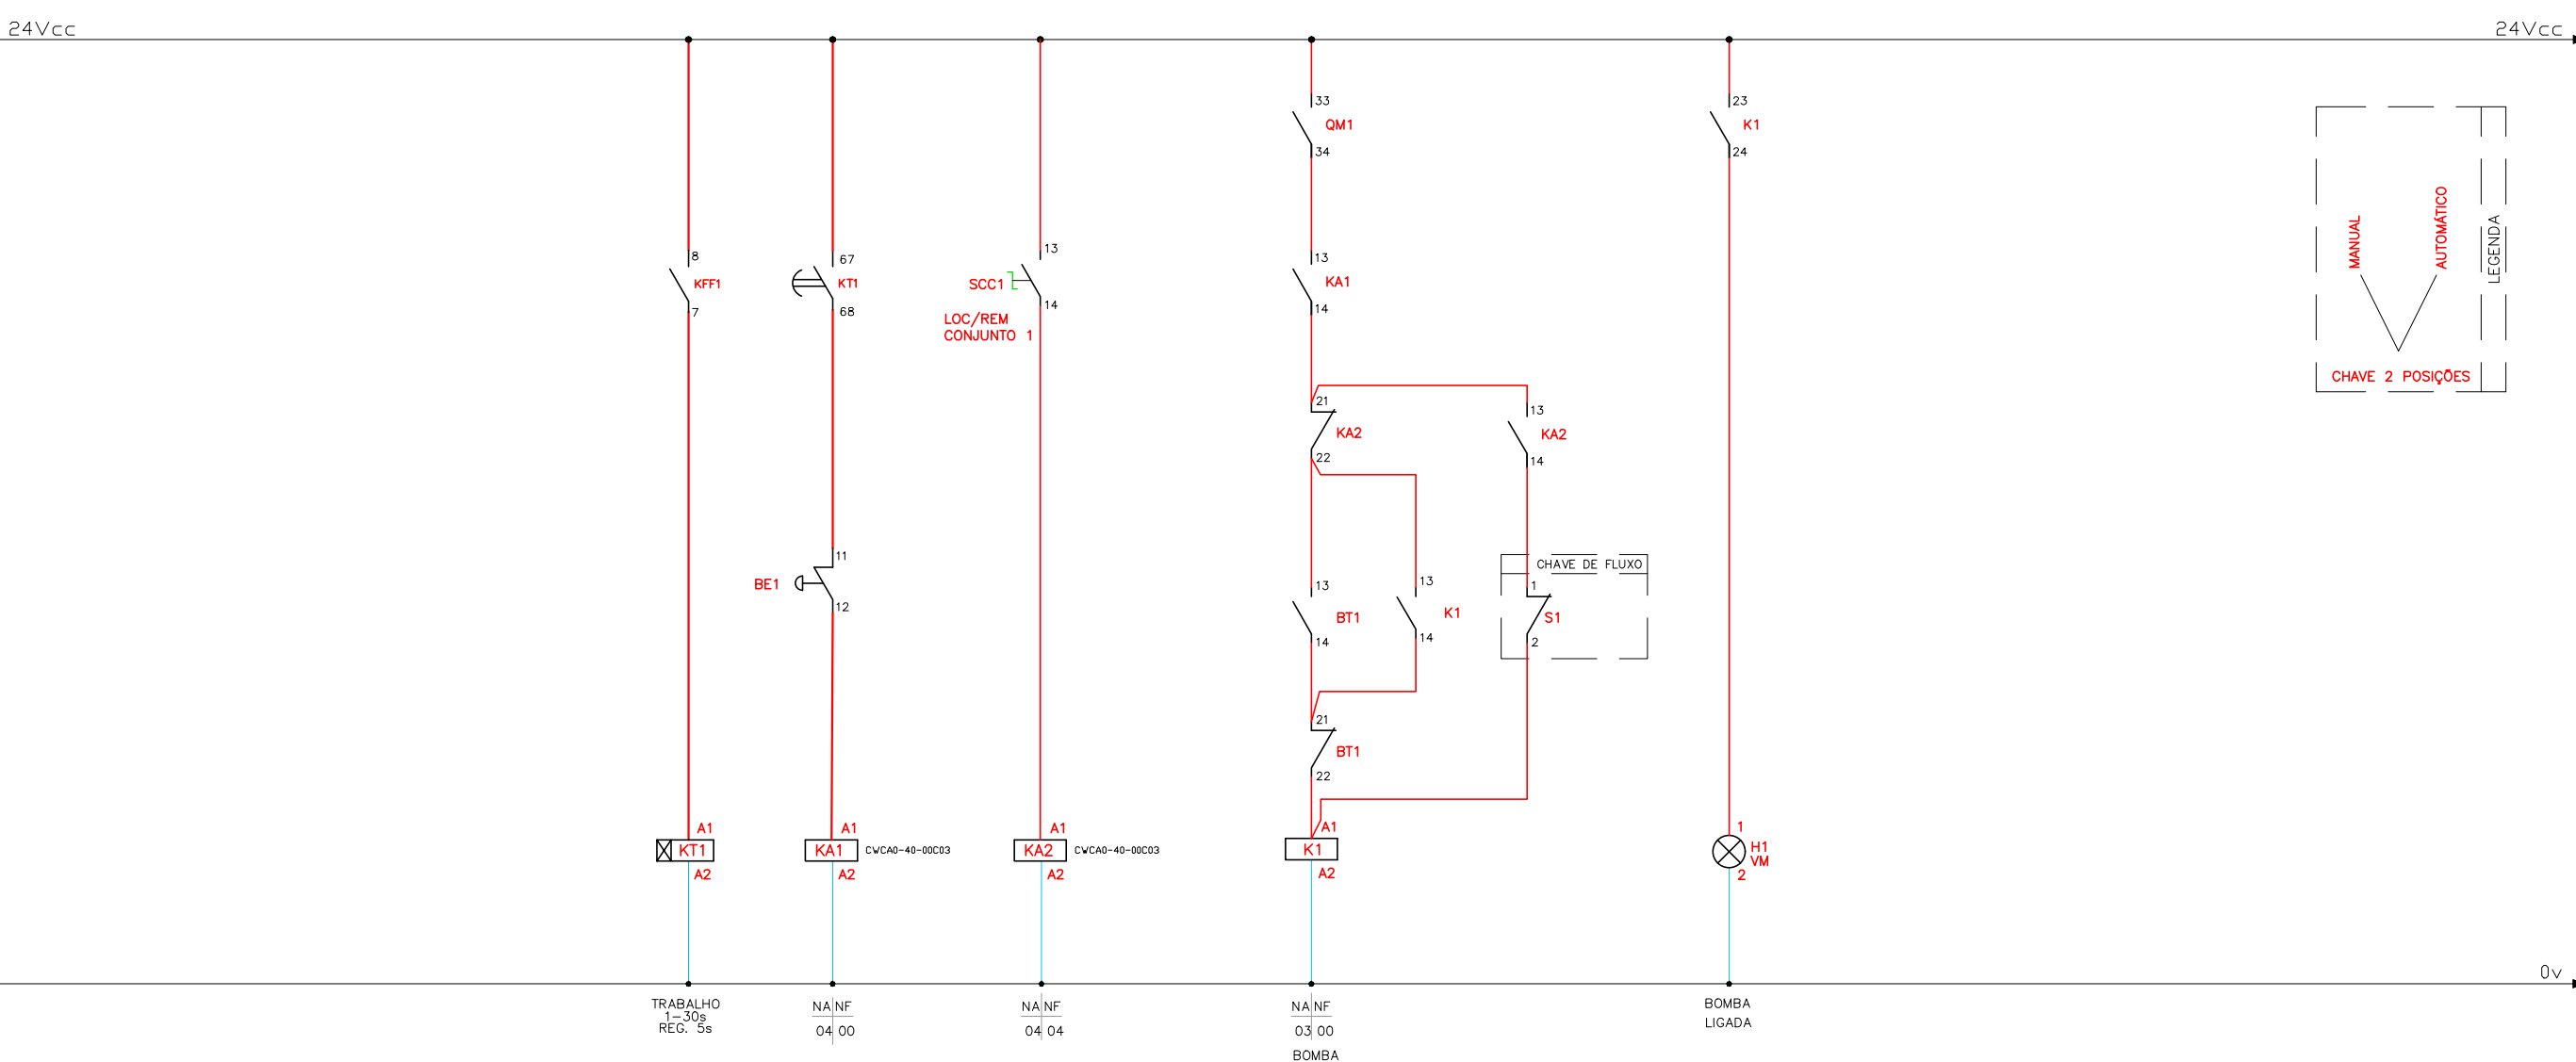 24Vcc
24Vcc
8
KFF1
7
67
KT1
68
13
SCC1
14
LOC/REM
CONJUNTO 1
11
BE1
12
33
QM1
34
13
KA1
14
21
KA2
22
13
KA2
14
13
BT1
14
13
K1
14
CHAVE DE FLUXO
1
S1
2
21
BT1
22
23
K1
24
MANUAL
AUTOMÁTICO
LEGENDA
CHAVE 2 POSIÇÕES
A1
KT1
A2
A1
KA1
CWCA0-40-00C03
A2
A1
KA2
CWCA0-40-00C03
A2
A1
K1
A2
1
H1
VM
2
0v
TRABALHO
1-30s
REG. 5s
NA NF
04 00
NA NF
04 04
NA NF
03 00
BOMBA
BOMBA
LIGADA